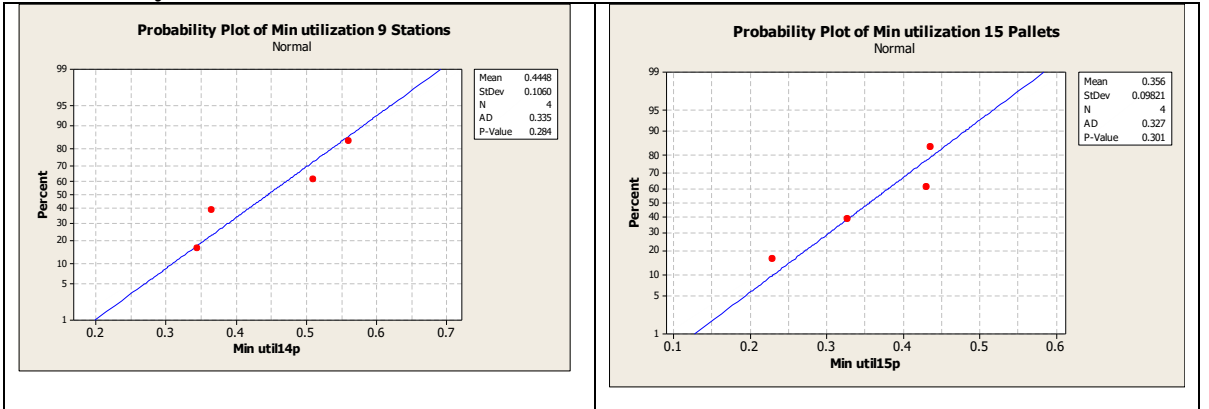 Probability Plot of Min utilization 9 Stations
Normal
Mean 0.4448
StDev 0.1060
N 4
AD 0.335
P-Value 0.284
99
95
90
80
70
60
50
40
30
20
10
5
1
Percent
0.2 0.3 0.4 0.5 0.6 0.7
Min util14p
Probability Plot of Min utilization 15 Pallets
Normal
Mean 0.356
StDev 0.09821
N 4
AD 0.327
P-Value 0.301
99
95
90
80
70
60
50
40
30
20
10
5
1
Percent
0.1 0.2 0.3 0.4 0.5 0.6
Min util15p